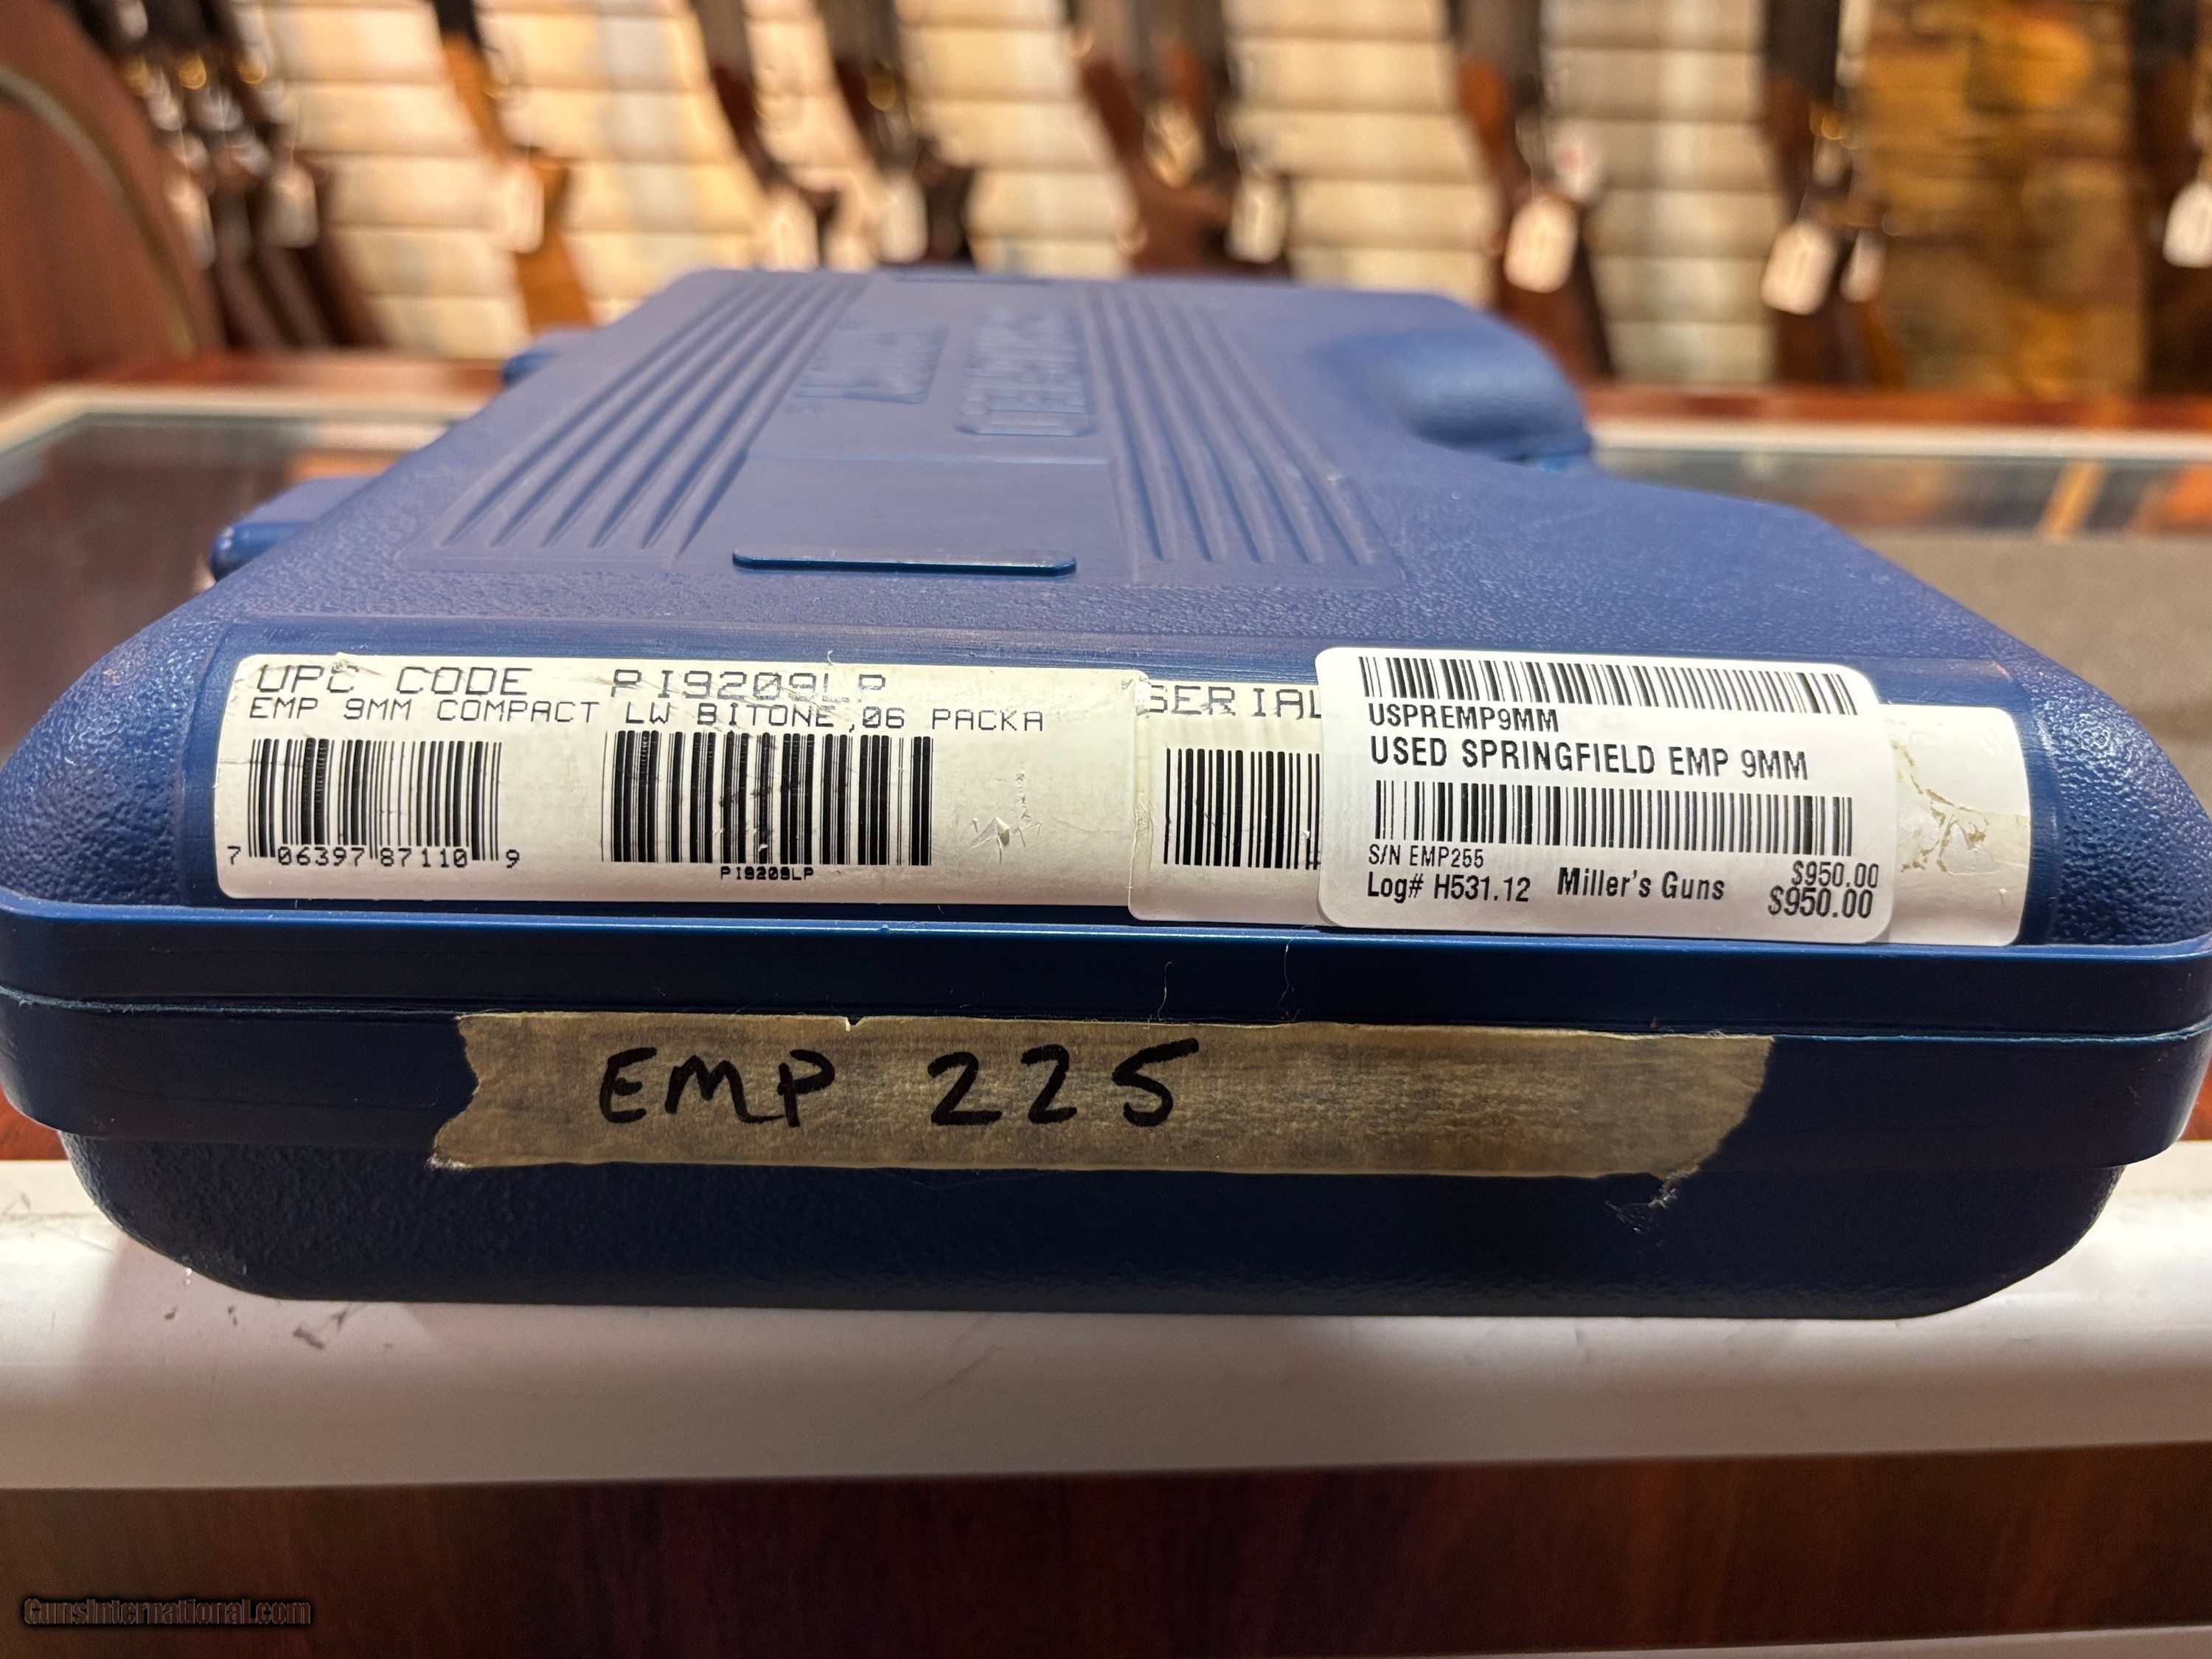 UPC CODE PI9209LP
EMP 9MM COMPACT LW BITONE,06 PACKA
7 06397 87110 9
PI9209LP
SERIAL
USPREMP9MM
USED SPRINGFIELD EMP 9MM
S/N EMP255
$950.00
Log# H531.12 Miller's Guns $950.00
EMP 225
GunsInternational.com